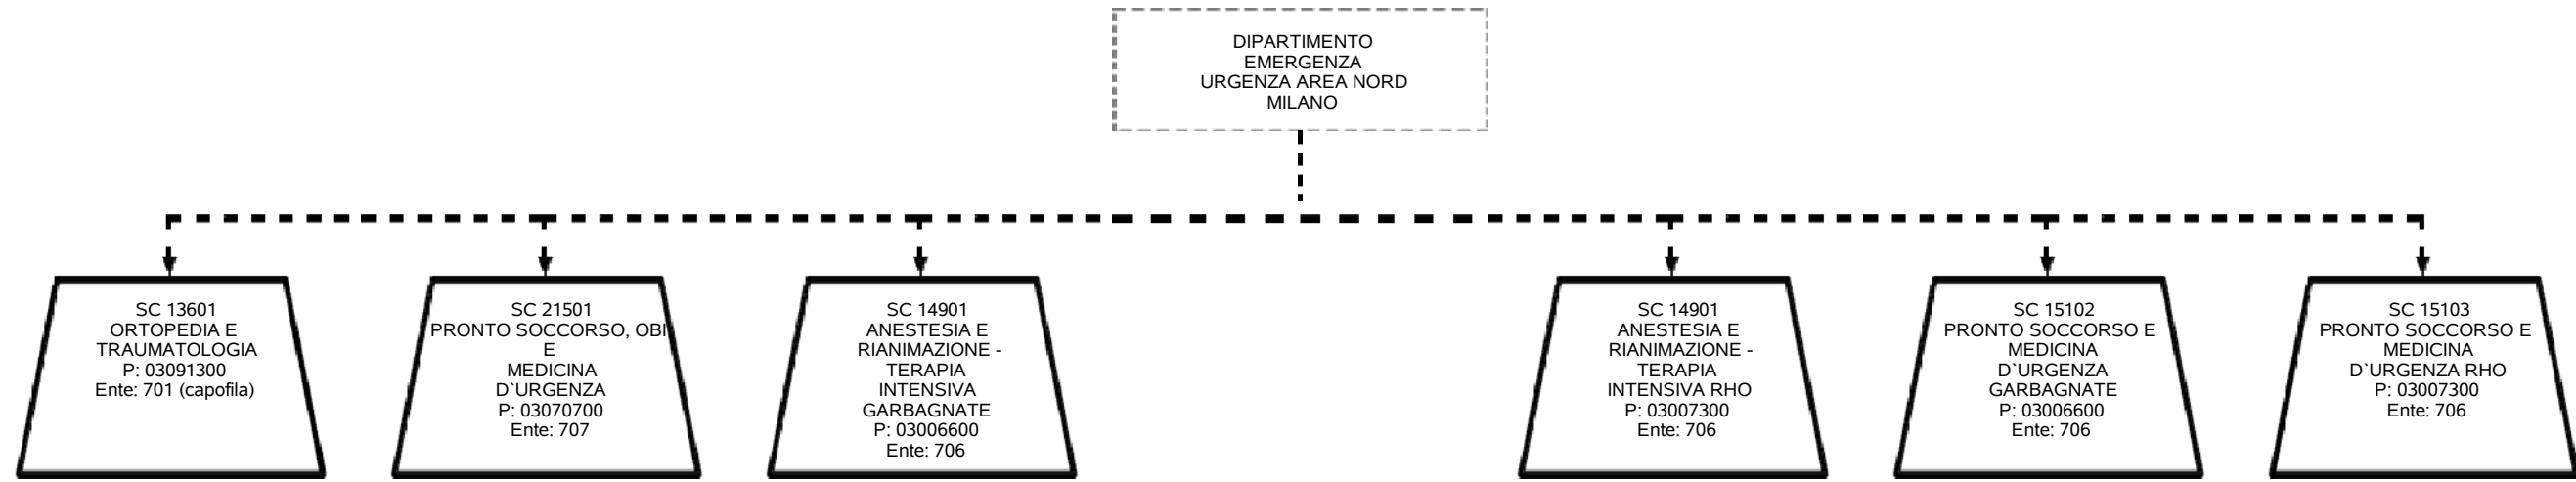 DIPARTIMENTO
EMERGENZA
URGENZA AREA NORD
MILANO
SC 13601
ORTOPEDIA E
TRAUMATOLOGIA
P: 03091300
Ente: 701 (capofila)
SC 21501
PRONTO SOCCORSO, OBI
E
MEDICINA
D`URGENZA
P: 03070700
Ente: 707
SC 14901
ANESTESIA E
RIANIMAZIONE -
TERAPIA
INTENSIVA
GARBAGNATE
P: 03006600
Ente: 706
SC 14901
ANESTESIA E
RIANIMAZIONE -
TERAPIA
INTENSIVA RHO
P: 03007300
Ente: 706
SC 15102
PRONTO SOCCORSO E
MEDICINA
D`URGENZA
GARBAGNATE
P: 03006600
Ente: 706
SC 15103
PRONTO SOCCORSO E
MEDICINA
D`URGENZA RHO
P: 03007300
Ente: 706